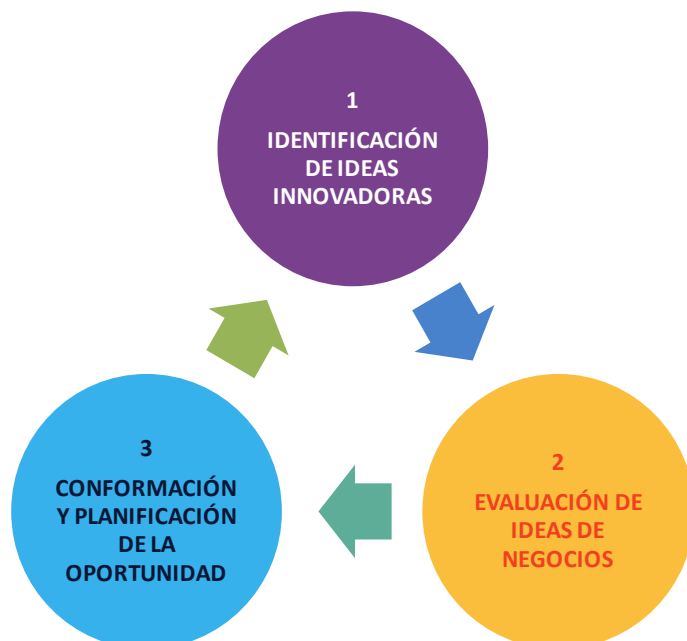 1
IDENTIFICACIÓN
DE IDEAS
INNOVADORAS
2
EVALUACIÓN DE
IDEAS DE
NEGOCIOS
3
CONFORMACIÓN
Y PLANIFICACIÓN
DE LA
OPORTUNIDAD